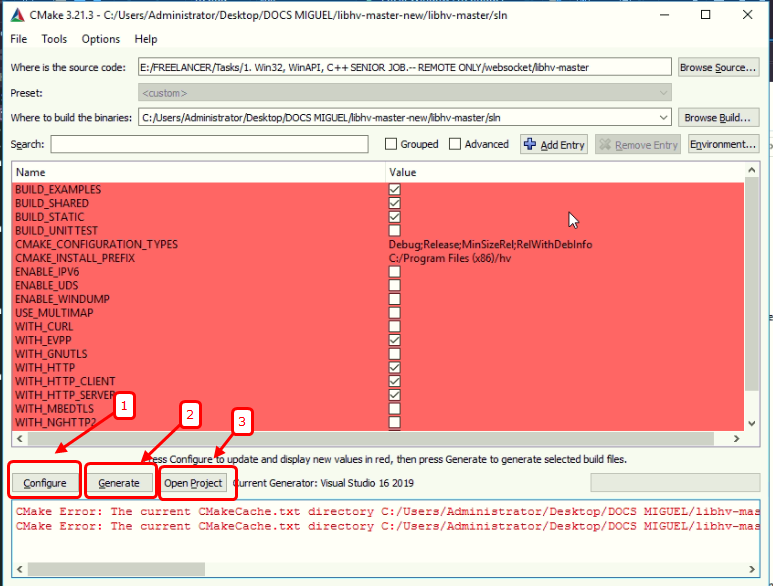 CMake 3.21.3 - C:/Users/Administrator/Desktop/DOCS MIGUEL/libhv-master-new/libhv-master/sln
File Tools Options Help
Where is the source code: E:/FREELANCER/Tasks/1. Win32, WinAPI, C++ SENIOR JOB.-- REMOTE ONLY/websocket/libhv-master Browse Source...
Preset: <custom>
Where to build the binaries: C:/Users/Administrator/Desktop/DOCS MIGUEL/libhv-master-new/libhv-master/sln Browse Build...
Search: Grouped Advanced Add Entry Remove Entry Environment...
Name Value
BUILD_EXAMPLES
BUILD_SHARED
BUILD_STATIC
BUILD_UNITTEST
CMAKE_CONFIGURATION_TYPES Debug;Release;MinSizeRel;RelWithDebInfo
CMAKE_INSTALL_PREFIX C:/Program Files (x86)/hv
ENABLE_IPV6
ENABLE_UDS
ENABLE_WINDUMP
USE_MULTIMAP
WITH_CURL
WITH_EVPP
WITH_GNUTLS
WITH_HTTP
WITH_HTTP_CLIENT
WITH_HTTP_SERVER
WITH_MBEDTLS
WITH_NGHTTP2
1 2 3
ress Configure to update and display new values in red, then press Generate to generate selected build files.
Configure Generate Open Project Current Generator: Visual Studio 16 2019
CMake Error: The current CMakeCache.txt directory C:/Users/Administrator/Desktop/DOCS MIGUEL/libhv-mas
CMake Error: The current CMakeCache.txt directory C:/Users/Administrator/Desktop/DOCS MIGUEL/libhv-mas